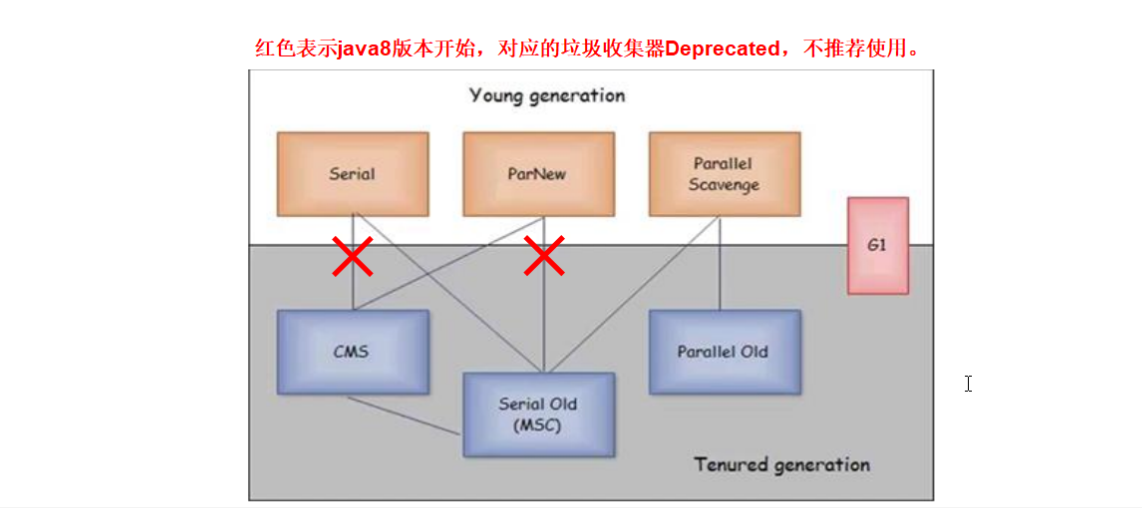 红色表示java8版本开始，对应的垃圾收集器Deprecated，不推荐使用。
Young generation
Serial
ParNew
Parallel
Scavenge
G1
CMS
Parallel Old
Serial Old
(MSC)
Tenured generation